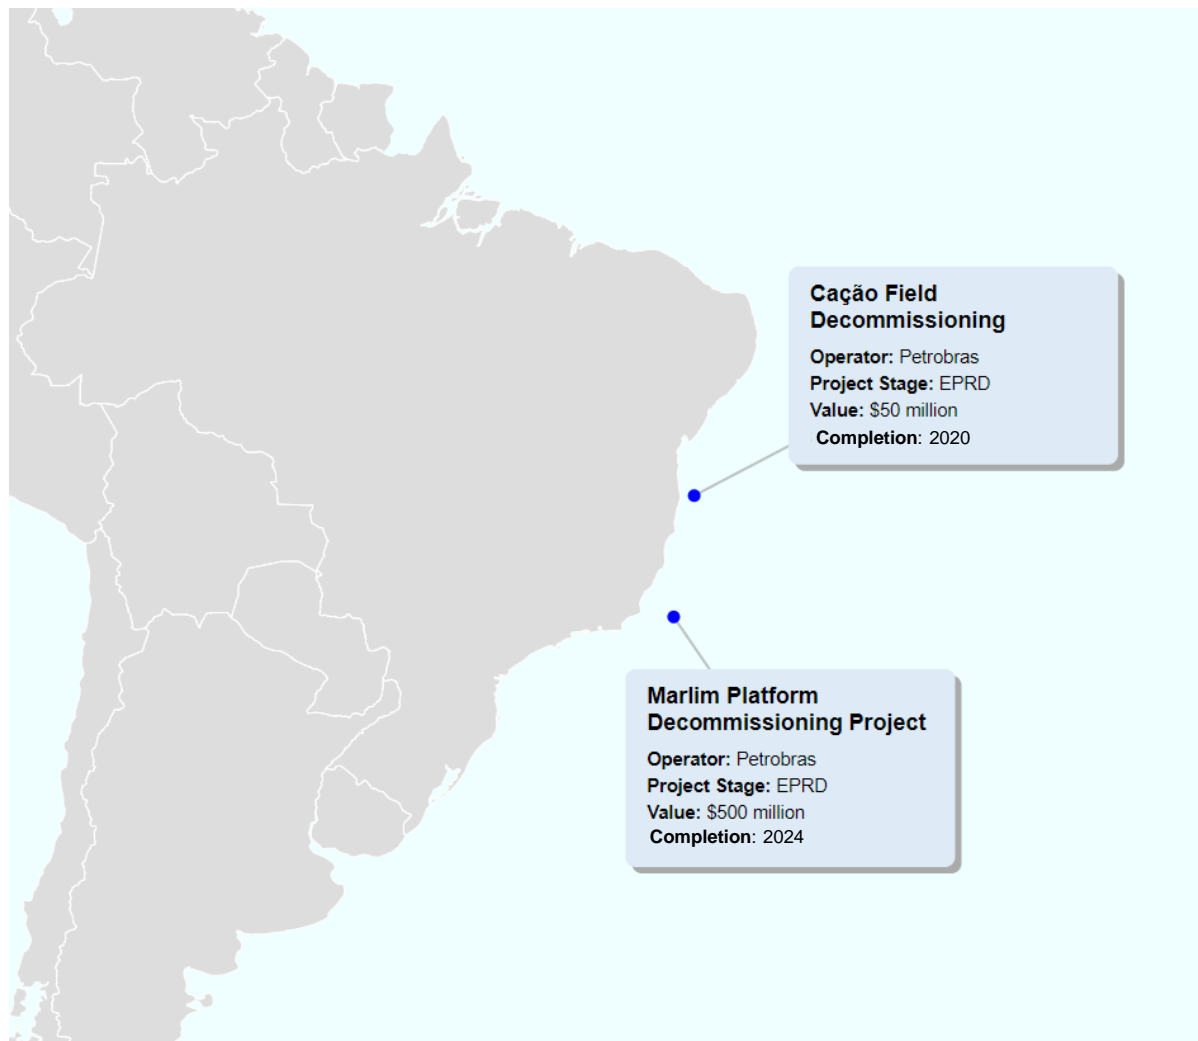 Cação Field
Decommissioning
Operator: Petrobras
Project Stage: EPRD
Value: $50 million
Completion: 2020
Marlim Platform
Decommissioning Project
Operator: Petrobras
Project Stage: EPRD
Value: $500 million
Completion: 2024